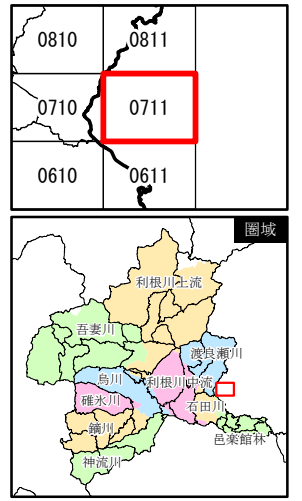 0810 0811
0710 0711
0610 0611
圏域
利根川上流
吾妻川
渡良瀬川
烏川
利根川中流
碓氷川
石田川
鏑川
邑楽館林
神流川